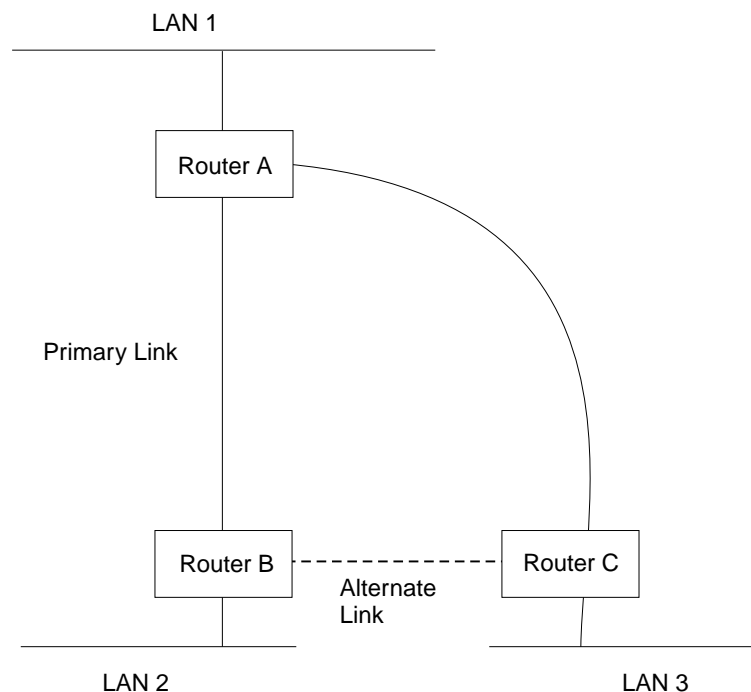 LAN 1
Router A
Primary Link
Router B
Router C
Alternate
Link
LAN 2
LAN 3